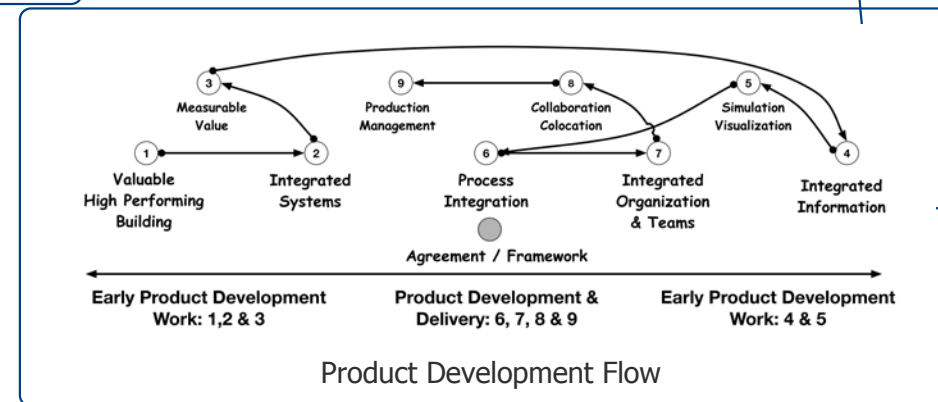 3
Measurable
Value
9
Production
Management
8
Collaboration
Colocation
5
Simulation
Visualization
1
Valuable
High Performing
Building
2
Integrated
Systems
6
Process
Integration
7
Integrated
Organization
& Teams
4
Integrated
Information
Agreement / Framework
Early Product Development
Work: 1,2 & 3
Product Development &
Delivery: 6, 7, 8 & 9
Early Product Development
Work: 4 & 5
Product Development Flow